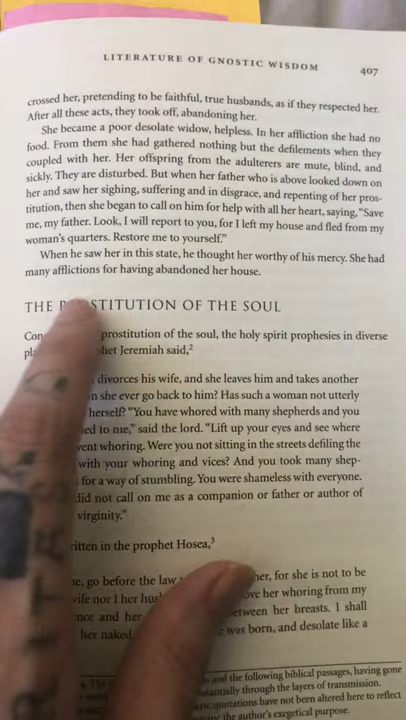 LITERATURE OF GNOSTIC WISDOM 407
crossed her, pretending to be faithful, true husbands, as if they respected her.
After all these acts, they took off, abandoning her.
She became a poor desolate widow, helpless. In her affliction she had no
food. From them she had gathered nothing but the defilements when they
coupled with her. Her offspring from the adulterers are mute, blind, and
sickly. They are disturbed. But when her father who is above looked down on
her and saw her sighing, suffering and in disgrace, and repenting of her pros-
titution, then she began to call on him for help with all her heart, saying, "Save
me, my father. Look, I will report to you, for I left my house and fled from my
woman's quarters. Restore me to yourself."
When he saw her in this state, he thought her worthy of his mercy. She had
many afflictions for having abandoned her house.
THE PROSTITUTION OF THE SOUL
prostitution of the soul, the holy spirit prophesies in diverse
Jeremiah said,2
divorces his wife, and she leaves him and takes another
she ever go back to him? Has such a woman not utterly
herself? "You have whored with many shepherds and you
to me," said the lord. "Lift up your eyes and see where
whoring. Were you not sitting in the streets defiling the
with your whoring and vices? And you took many shep-
for a way of stumbling. You were shameless with everyone.
did not call on me as a companion or father or author of
virginity."
in the prophet Hosea,3
go before the law her, for she is not to be
nor I her her whoring from my
and her between her breasts. I shall
her naked was born, and desolate like a
and the following biblical passages, having gone
through the layers of transmission.
quotations have not been altered here to reflect
the author's exegetical purpose.